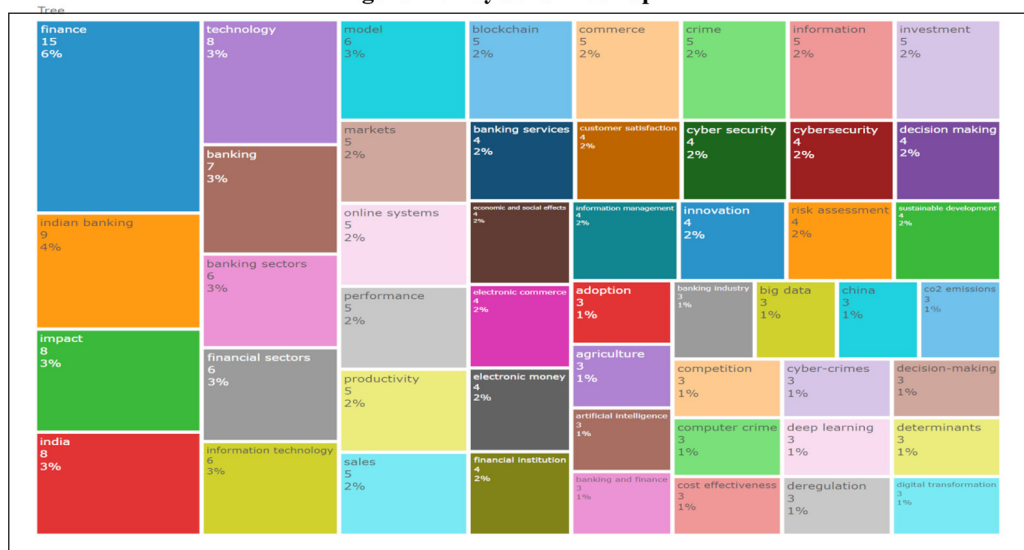 Tree
finance
15
6%
indian banking
9
4%
impact
8
3%
india
8
3%
technology
8
3%
banking
7
3%
banking sectors
6
3%
financial sectors
6
3%
information technology
6
3%
model
6
3%
markets
5
2%
online systems
5
2%
performance
5
2%
productivity
5
2%
sales
5
2%
blockchain
5
2%
commerce
5
2%
crime
5
2%
information
5
2%
investment
5
2%
banking services
4
2%
customer satisfaction
4
2%
cyber security
4
2%
cybersecurity
4
2%
decision making
4
2%
economic and social effects
4
2%
information management
4
2%
innovation
4
2%
risk assessment
4
2%
sustainable development
4
2%
electronic commerce
4
2%
electronic money
4
2%
financial institution
4
2%
adoption
3
1%
agriculture
3
1%
artificial intelligence
3
1%
banking and finance
3
1%
banking industry
3
1%
big data
3
1%
china
3
1%
co2 emissions
3
1%
competition
3
1%
cyber-crimes
3
1%
decision-making
3
1%
computer crime
3
1%
deep learning
3
1%
determinants
3
1%
cost effectiveness
3
1%
deregulation
3
1%
digital transformation
3
1%